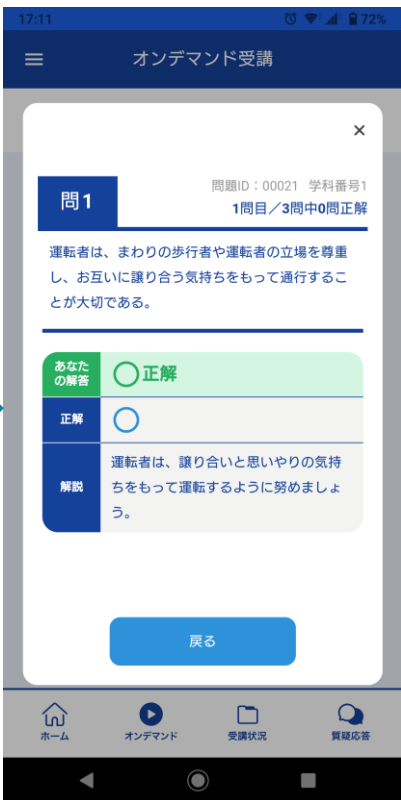 17:11
72%
オンデマンド受講
×
問1
問題ID：00021 学科番号1
1問目／3問中0問正解
運転者は、まわりの歩行者や運転者の立場を尊重
し、お互いに譲り合う気持ちをもって通行するこ
とが大切である。
あなた
の解答
◯正解
正解
◯
解説
運転者は、譲り合いと思いやりの気持
ちをもって運転するように努めましょ
う。
戻る
ホーム
オンデマンド
受講状況
質疑応答